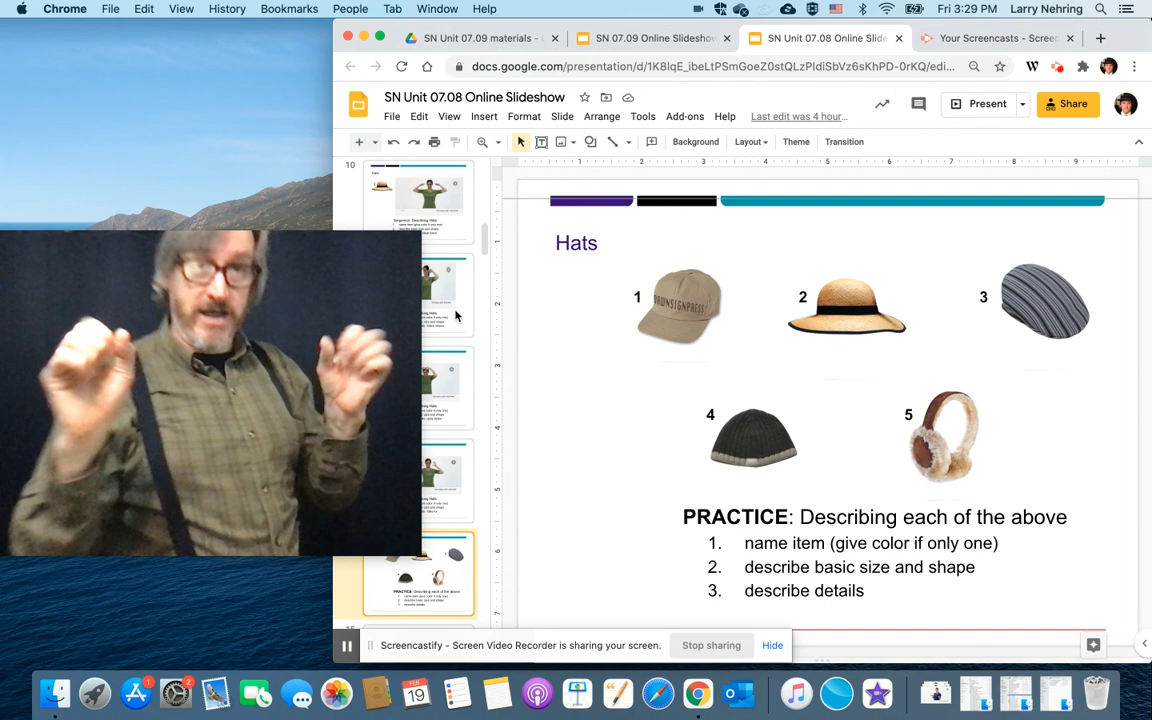 Chrome File Edit View History Bookmarks People Tab Window Help Fri 3:29 PM Larry Nehring
SN Unit 07.09 materials -
SN 07.09 Online Slideshow
SN Unit 07.08 Online Slide
Your Screencasts - Screen
docs.google.com/presentation/d/1K8lqE_ibeLtPSmGoeZ0stQLzPIdiSbVz6sKhPD-0rKQ/edi...
SN Unit 07.08 Online Slideshow
File Edit View Insert Format Slide Arrange Tools Add-ons Help Last edit was 4 hour...
Present
Share
Background Layout Theme Transition
10
Hats
1
2
3
DAWNSIGNPRESS
4
5
PRACTICE: Describing each of the above
1. name item (give color if only one)
2. describe basic size and shape
3. describe details
Screencastify - Screen Video Recorder is sharing your screen. Stop sharing Hide
FEB
19